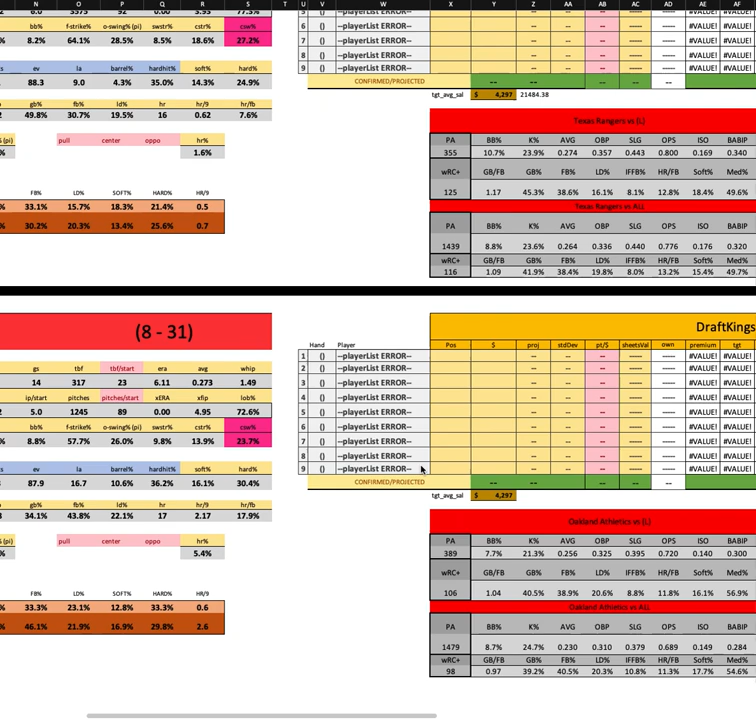 N O P Q R S T U V W X Y Z AA AB AC AD AE AF
bb% f-strike% o-swing% (pi) swstr% cstr% csw%
8.2% 64.1% 28.5% 8.5% 18.6% 27.2%
ev la barrel% hardhit% soft% hard%
88.3 9.0 4.3% 35.0% 14.3% 24.9%
gb% fb% ld% hr hr/9 hr/fb
49.8% 30.7% 19.5% 16 0.62 7.6%
(pi) pull center oppo hr%
% 1.6%
FB% LD% SOFT% HARD% HR/9
33.1% 15.7% 18.3% 21.4% 0.5
30.2% 20.3% 13.4% 25.6% 0.7
5 () --playerList ERROR-- -- -- -- ----- ----- #VALUE! #VALUE!
6 () --playerList ERROR-- -- -- -- ----- ----- #VALUE! #VALUE!
7 () --playerList ERROR-- -- -- -- ----- ----- #VALUE! #VALUE!
8 () --playerList ERROR-- -- -- -- ----- ----- #VALUE! #VALUE!
9 () --playerList ERROR-- -- -- -- ----- ----- #VALUE! #VALUE!
CONFIRMED/PROJECTED -- -- -- -- --
tgt_avg_sal $ 4,297 21484.38
Texas Rangers vs (L)
PA BB% K% AVG OBP SLG OPS ISO BABIP
355 10.7% 23.9% 0.274 0.357 0.443 0.800 0.169 0.340
wRC+ GB/FB GB% FB% LD% IFFB% HR/FB Soft% Med%
125 1.17 45.3% 38.6% 16.1% 8.1% 12.8% 18.4% 49.6%
Texas Rangers vs ALL
PA BB% K% AVG OBP SLG OPS ISO BABIP
1439 8.8% 23.6% 0.264 0.336 0.440 0.776 0.176 0.320
wRC+ GB/FB GB% FB% LD% IFFB% HR/FB Soft% Med%
116 1.09 41.9% 38.4% 19.8% 8.0% 13.2% 15.4% 49.7%
(8 - 31)
gs tbf tbf/start era avg whip
14 317 23 6.11 0.273 1.49
ip/start pitches pitches/start xERA xfip lob%
5.0 1245 89 0.00 4.95 72.6%
bb% f-strike% o-swing% (pi) swstr% cstr% csw%
8.8% 57.7% 26.0% 9.8% 13.9% 23.7%
ev la barrel% hardhit% soft% hard%
87.9 16.7 10.6% 36.2% 16.1% 30.4%
gb% fb% ld% hr hr/9 hr/fb
34.1% 43.8% 22.1% 17 2.17 17.9%
(pi) pull center oppo hr%
% 5.4%
FB% LD% SOFT% HARD% HR/9
33.3% 23.1% 12.8% 33.3% 0.6
46.1% 21.9% 16.9% 29.8% 2.6
DraftKings
Hand Player Pos $ proj stdDev pt/$ sheetsVal own premium tgt
1 () --playerList ERROR-- -- -- -- ----- ----- #VALUE! #VALUE!
2 () --playerList ERROR-- -- -- -- ----- ----- #VALUE! #VALUE!
3 () --playerList ERROR-- -- -- -- ----- ----- #VALUE! #VALUE!
4 () --playerList ERROR-- -- -- -- ----- ----- #VALUE! #VALUE!
5 () --playerList ERROR-- -- -- -- ----- ----- #VALUE! #VALUE!
6 () --playerList ERROR-- -- -- -- ----- ----- #VALUE! #VALUE!
7 () --playerList ERROR-- -- -- -- ----- ----- #VALUE! #VALUE!
8 () --playerList ERROR-- -- -- -- ----- ----- #VALUE! #VALUE!
9 () --playerList ERROR-- -- -- -- ----- ----- #VALUE! #VALUE!
CONFIRMED/PROJECTED -- -- -- -- --
tgt_avg_sal $ 4,297
Oakland Athletics vs (L)
PA BB% K% AVG OBP SLG OPS ISO BABIP
389 7.7% 21.3% 0.256 0.325 0.395 0.720 0.140 0.300
wRC+ GB/FB GB% FB% LD% IFFB% HR/FB Soft% Med%
106 1.04 40.5% 38.9% 20.6% 8.8% 11.8% 16.1% 56.9%
Oakland Athletics vs ALL
PA BB% K% AVG OBP SLG OPS ISO BABIP
1479 8.7% 24.7% 0.230 0.310 0.379 0.689 0.149 0.284
wRC+ GB/FB GB% FB% LD% IFFB% HR/FB Soft% Med%
98 0.97 39.2% 40.5% 20.3% 10.8% 11.3% 17.7% 54.6%